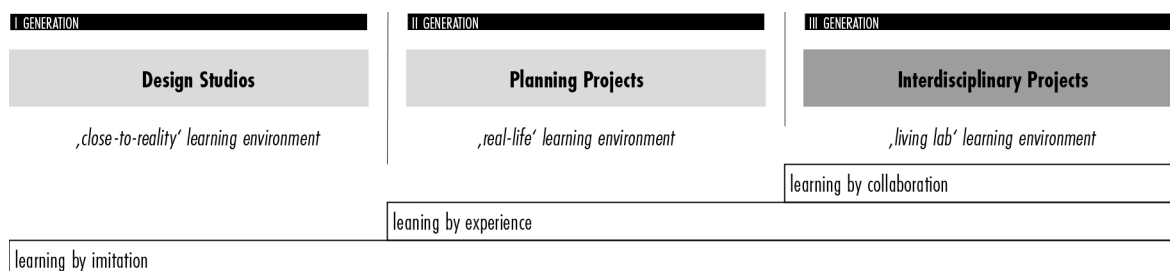 I GENERATION
II GENERATION
III GENERATION
Design Studios
Planning Projects
Interdisciplinary Projects
‚close-to-reality‘ learning environment
‚real-life‘ learning environment
‚living lab‘ learning environment
learning by collaboration
leaning by experience
learning by imitation